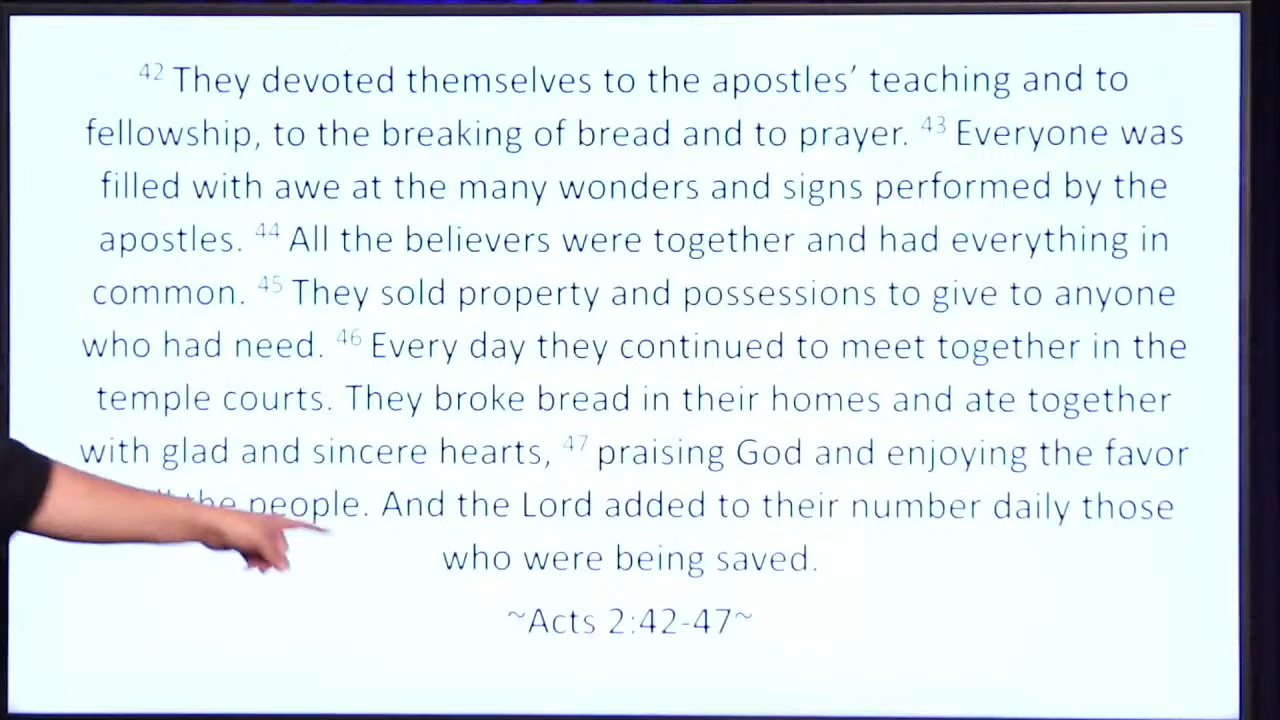 42 They devoted themselves to the apostles’ teaching and to
fellowship, to the breaking of bread and to prayer. 43 Everyone was
filled with awe at the many wonders and signs performed by the
apostles. 44 All the believers were together and had everything in
common. 45 They sold property and possessions to give to anyone
who had need. 46 Every day they continued to meet together in the
temple courts. They broke bread in their homes and ate together
with glad and sincere hearts, 47 praising God and enjoying the favor
the people. And the Lord added to their number daily those
who were being saved.
~Acts 2:42-47~